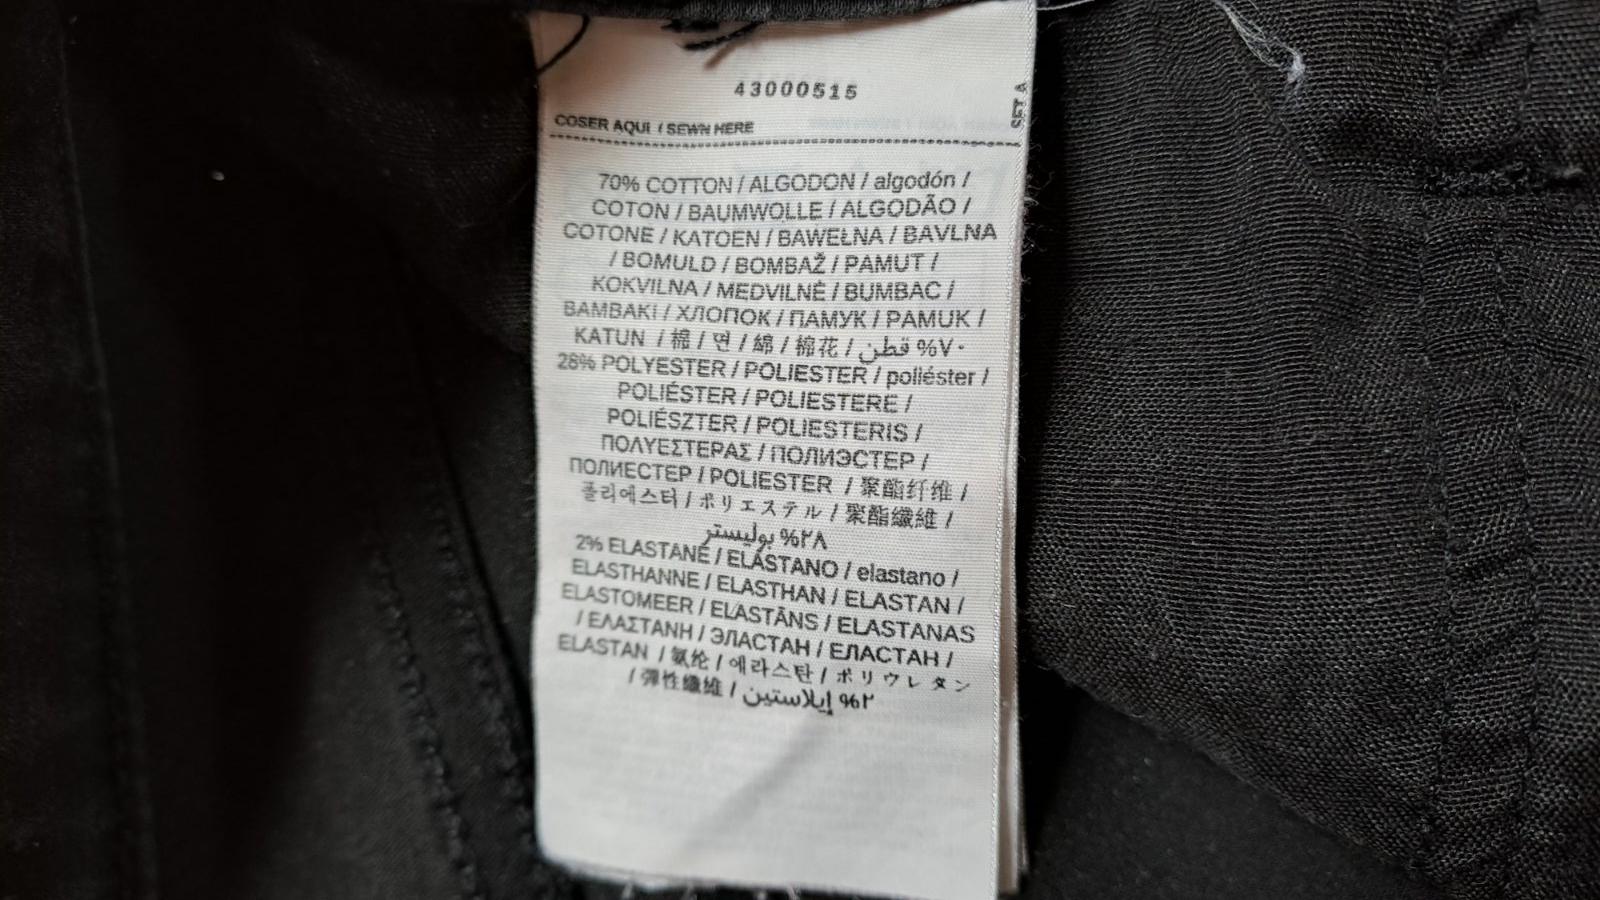 43000515
SET A
COSER AQUI / SEWN HERE
70% COTTON / ALGODON / algodón /
COTON / BAUMWOLLE / ALGODÃO /
COTONE / KATOEN / BAWEŁNA / BAVLNA
/ BOMULD / BOMBAŽ / PAMUT /
KOKVILNA / MEDVILNĖ / BUMBAC /
ΒΑΜΒΑΚΙ / ХЛОПОК / ПАМУК / PAMUK /
KATUN / 棉 / 면 / 綿 / 棉花 / قطن %٧٠
28% POLYESTER / POLIESTER / poliéster /
POLIÉSTER / POLIESTERE /
POLIÉSZTER / POLIESTERIS /
ΠΟΛΥΕΣΤΕΡΑΣ / ПОЛИЭСТЕР /
ПОЛИЕСТЕР / POLIESTER / 聚酯纤维 /
폴리에스터 / ポリエステル / 聚酯纖維 /
بوليستر %٢٨
2% ELASTANE / ELASTANO / elastano /
ELASTHANNE / ELASTHAN / ELASTAN /
ELASTOMEER / ELASTĀNS / ELASTANAS
/ ΕΛΑΣΤΑΝΗ / ЭЛАСТАН / ЕЛАСТАН /
ELASTAN / 氨纶 / 에라스탄 / ポリウレタン
/ 彈性纖維 / إيلاستين %٢